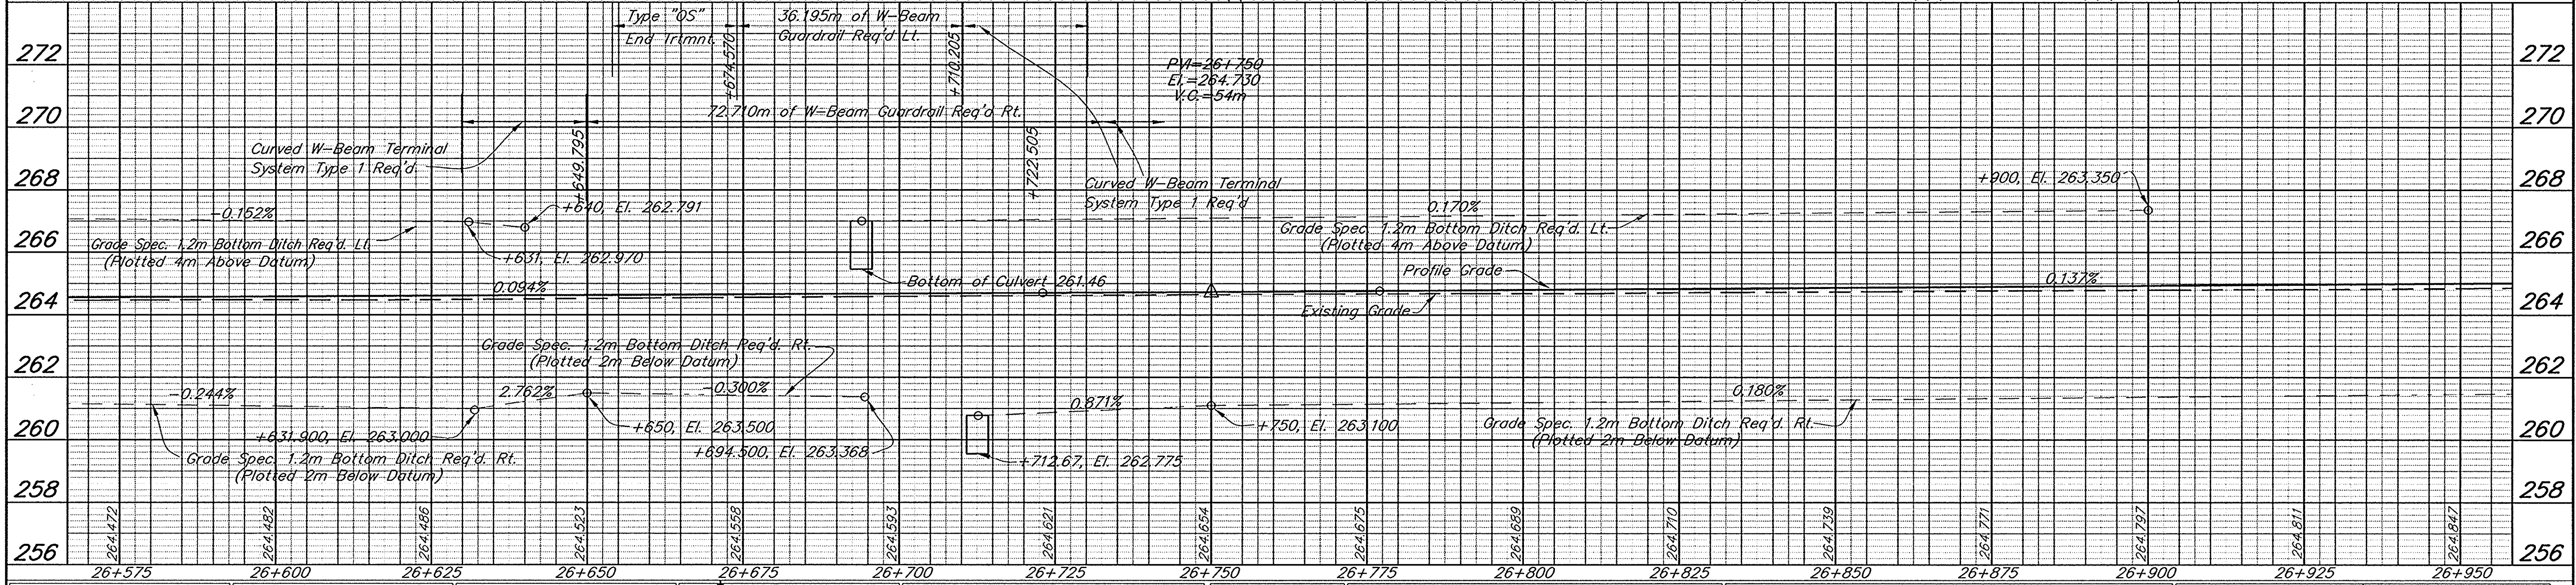 Type "OS"
End Trtmnt.
36.195m of W-Beam
Guardrail Req'd Lt.
+674.570
+710.205
272
272
PVI=26+750
El.=264.730
V.C.=54m
270
72.710m of W-Beam Guardrail Req'd Rt.
270
+649.795
+722.505
Curved W-Beam Terminal
System Type 1 Req'd
Curved W-Beam Terminal
System Type 1 Req'd
268
+900, El. 263.350
268
-0.152%
+640, El. 262.791
0.170%
Grade Spec. 1.2m Bottom Ditch Req'd. Lt.
(Plotted 4m Above Datum)
266
+631, El. 262.970
Grade Spec. 1.2m Bottom Ditch Req'd. Lt.
(Plotted 4m Above Datum)
266
Bottom of Culvert 261.46
Profile Grade
0.094%
0.137%
264
Existing Grade
264
Grade Spec. 1.2m Bottom Ditch Req'd. Rt.
(Plotted 2m Below Datum)
262
262
-0.244%
2.762%
-0.300%
0.871%
0.180%
260
+631.900, El. 263.000
+650, El. 263.500
+694.500, El. 263.368
+750, El. 263.100
Grade Spec. 1.2m Bottom Ditch Req'd. Rt.
(Plotted 2m Below Datum)
260
Grade Spec. 1.2m Bottom Ditch Req'd. Rt.
(Plotted 2m Below Datum)
+712.67, El. 262.775
258
258
264.472
264.482
264.486
264.523
264.558
264.593
264.621
264.654
264.675
264.689
264.710
264.739
264.771
264.797
264.811
264.847
256
256
26+575
26+600
26+625
26+650
26+675
26+700
26+725
26+750
26+775
26+800
26+825
26+850
26+875
26+900
26+925
26+950